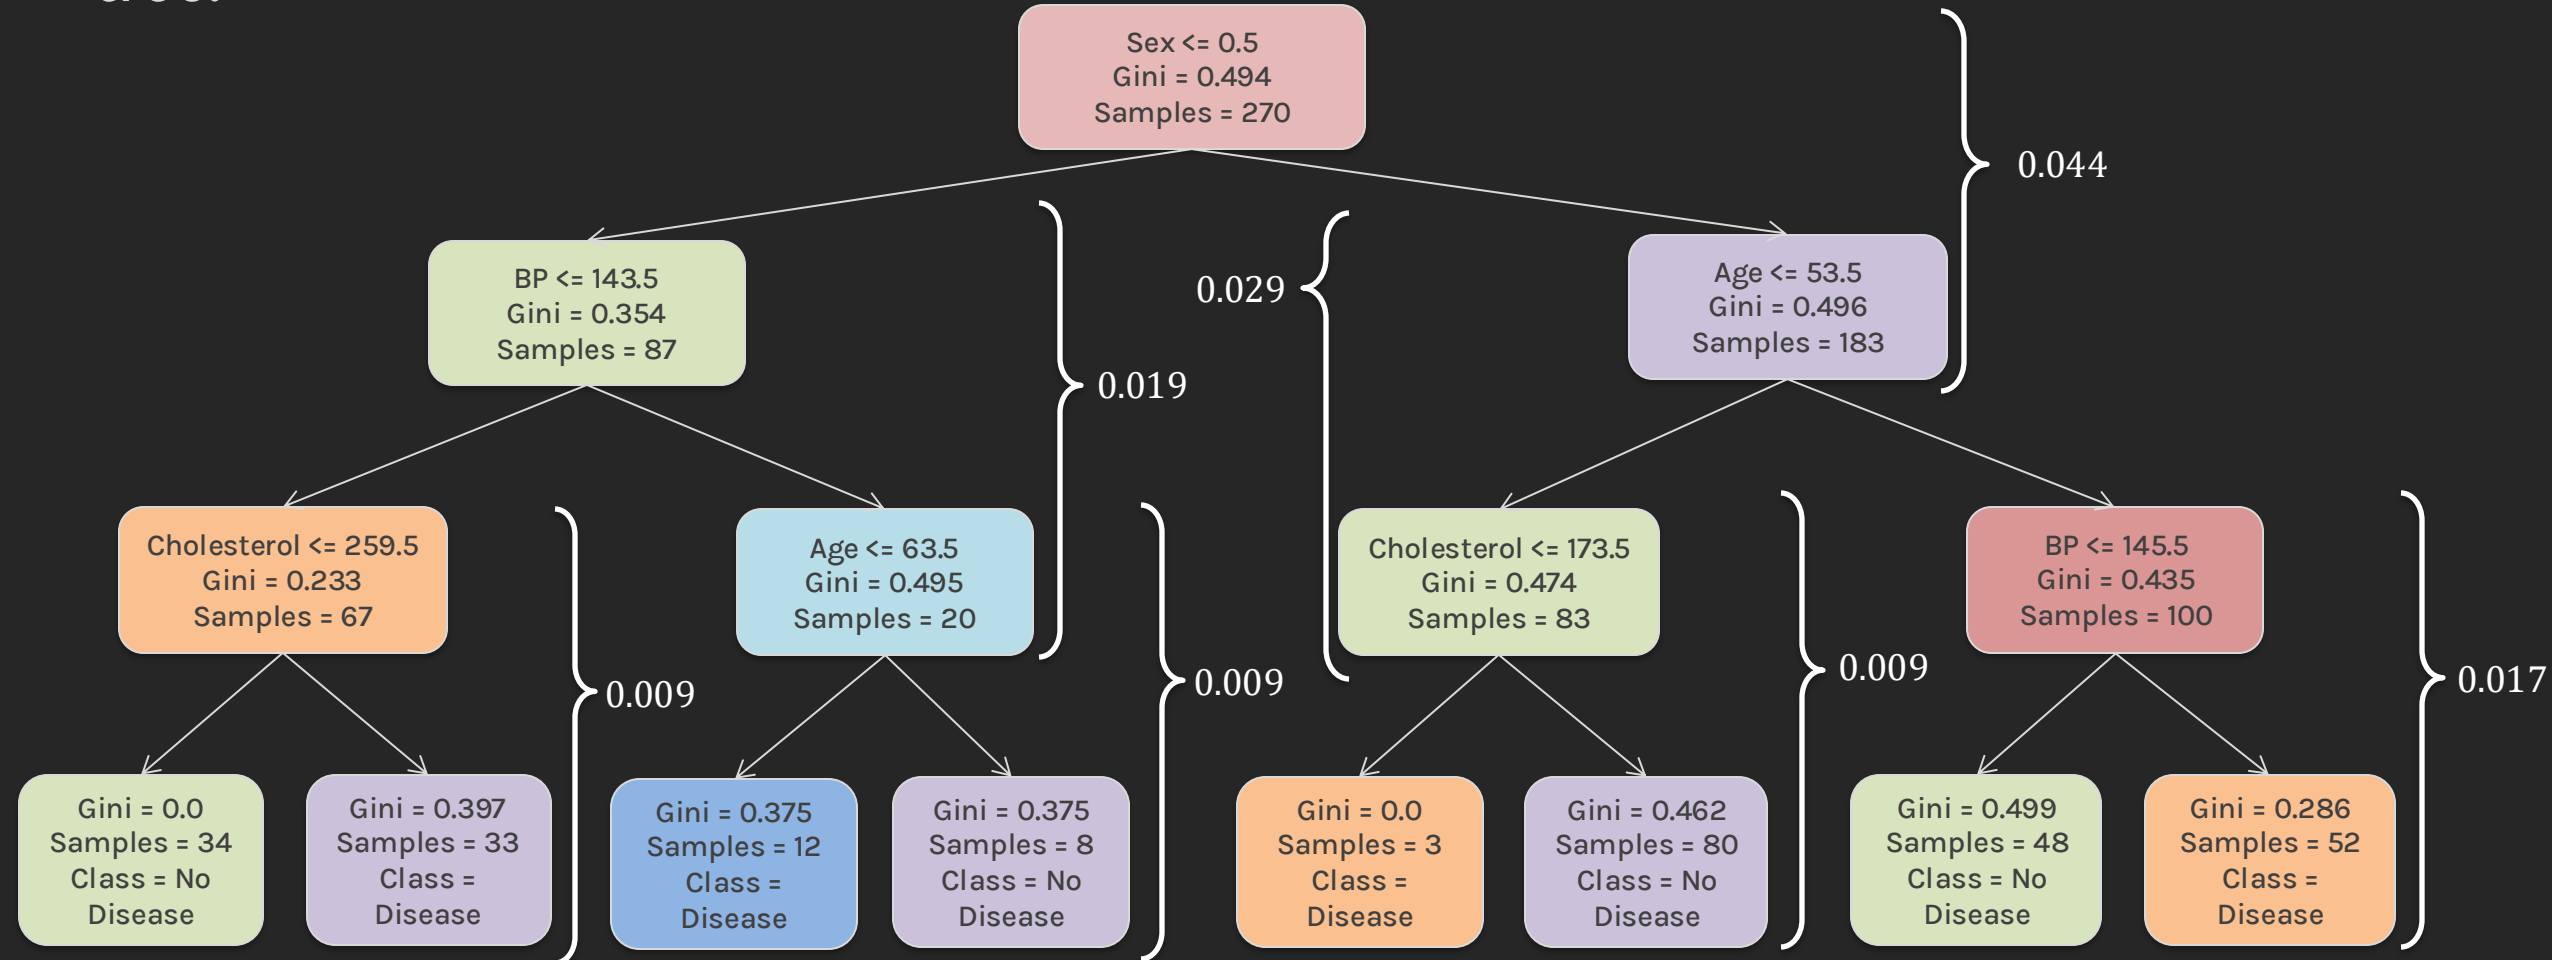 Sex <= 0.5
Gini = 0.494
Samples = 270
0.044
BP <= 143.5
Gini = 0.354
Samples = 87
0.019
0.029
Age <= 53.5
Gini = 0.496
Samples = 183
Cholesterol <= 259.5
Gini = 0.233
Samples = 67
0.009
Age <= 63.5
Gini = 0.495
Samples = 20
0.009
Cholesterol <= 173.5
Gini = 0.474
Samples = 83
0.009
BP <= 145.5
Gini = 0.435
Samples = 100
0.017
Gini = 0.0
Samples = 34
Class = No
Disease
Gini = 0.397
Samples = 33
Class =
Disease
Gini = 0.375
Samples = 12
Class =
Disease
Gini = 0.375
Samples = 8
Class = No
Disease
Gini = 0.0
Samples = 3
Class =
Disease
Gini = 0.462
Samples = 80
Class = No
Disease
Gini = 0.499
Samples = 48
Class = No
Disease
Gini = 0.286
Samples = 52
Class =
Disease